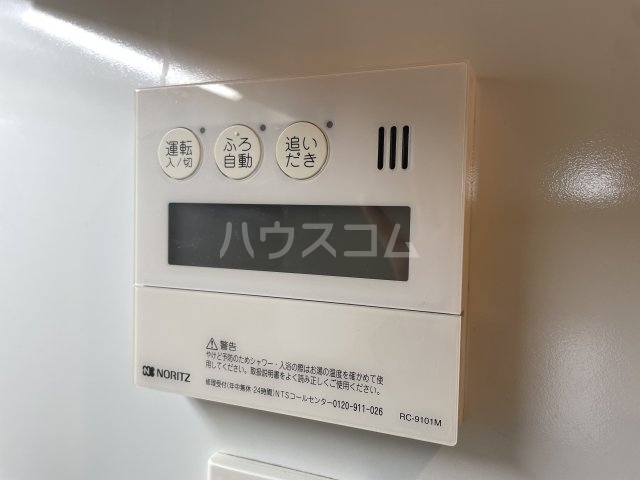 運転
入/切
ふろ
自動
追い
だき
ハウスコム
⚠警告
やけど予防のためシャワー・入浴の際はお湯の温度を確かめて使
用してください。取扱説明書をよく読み正しくご使用ください。
NORITZ
修理受付(年中無休・24時間)NTSコールセンター0120-911-026
RC-9101M